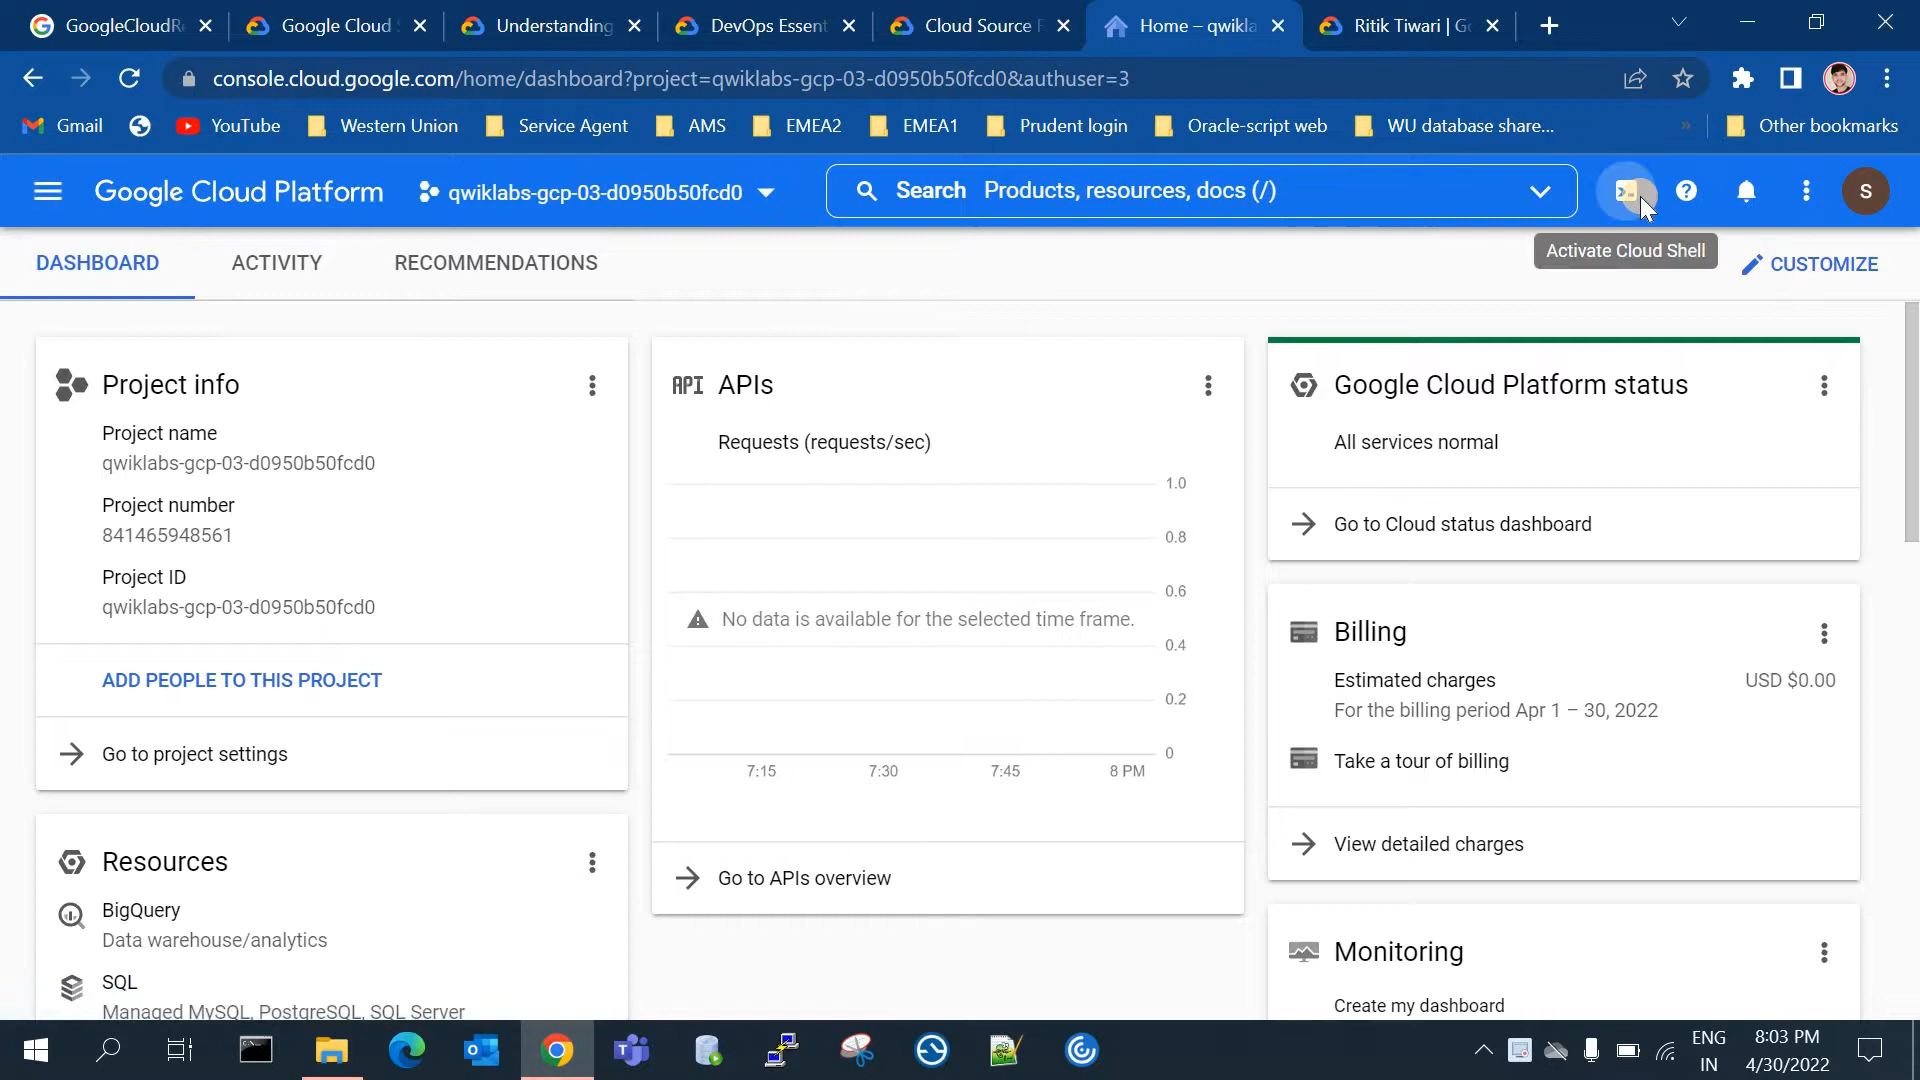 GoogleCloudRe
Google Cloud S
Understanding
DevOps Essent
Cloud Source R
Home – qwikla
Ritik Tiwari | Go
console.cloud.google.com/home/dashboard?project=qwiklabs-gcp-03-d0950b50fcd0&authuser=3
Gmail
YouTube
Western Union
Service Agent
AMS
EMEA2
EMEA1
Prudent login
Oracle-script web
WU database share...
»
Other bookmarks
Google Cloud Platform
qwiklabs-gcp-03-d0950b50fcd0
Search Products, resources, docs (/)
S
Activate Cloud Shell
DASHBOARD
ACTIVITY
RECOMMENDATIONS
CUSTOMIZE
Project info
Project name
qwiklabs-gcp-03-d0950b50fcd0
Project number
841465948561
Project ID
qwiklabs-gcp-03-d0950b50fcd0
ADD PEOPLE TO THIS PROJECT
Go to project settings
Resources
BigQuery
Data warehouse/analytics
SQL
Managed MySQL, PostgreSQL, SQL Server
API APIs
Requests (requests/sec)
1.0
0.8
0.6
No data is available for the selected time frame.
0.4
0.2
0
7:15
7:30
7:45
8 PM
Go to APIs overview
Google Cloud Platform status
All services normal
Go to Cloud status dashboard
Billing
Estimated charges
USD $0.00
For the billing period Apr 1 – 30, 2022
Take a tour of billing
View detailed charges
Monitoring
Create my dashboard
ENG
IN
8:03 PM
4/30/2022